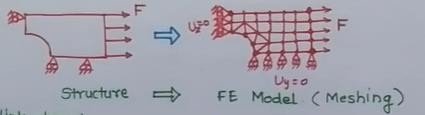 F
Ux=0
F
Uy=0
Structure ⇒ FE Model (Meshing)